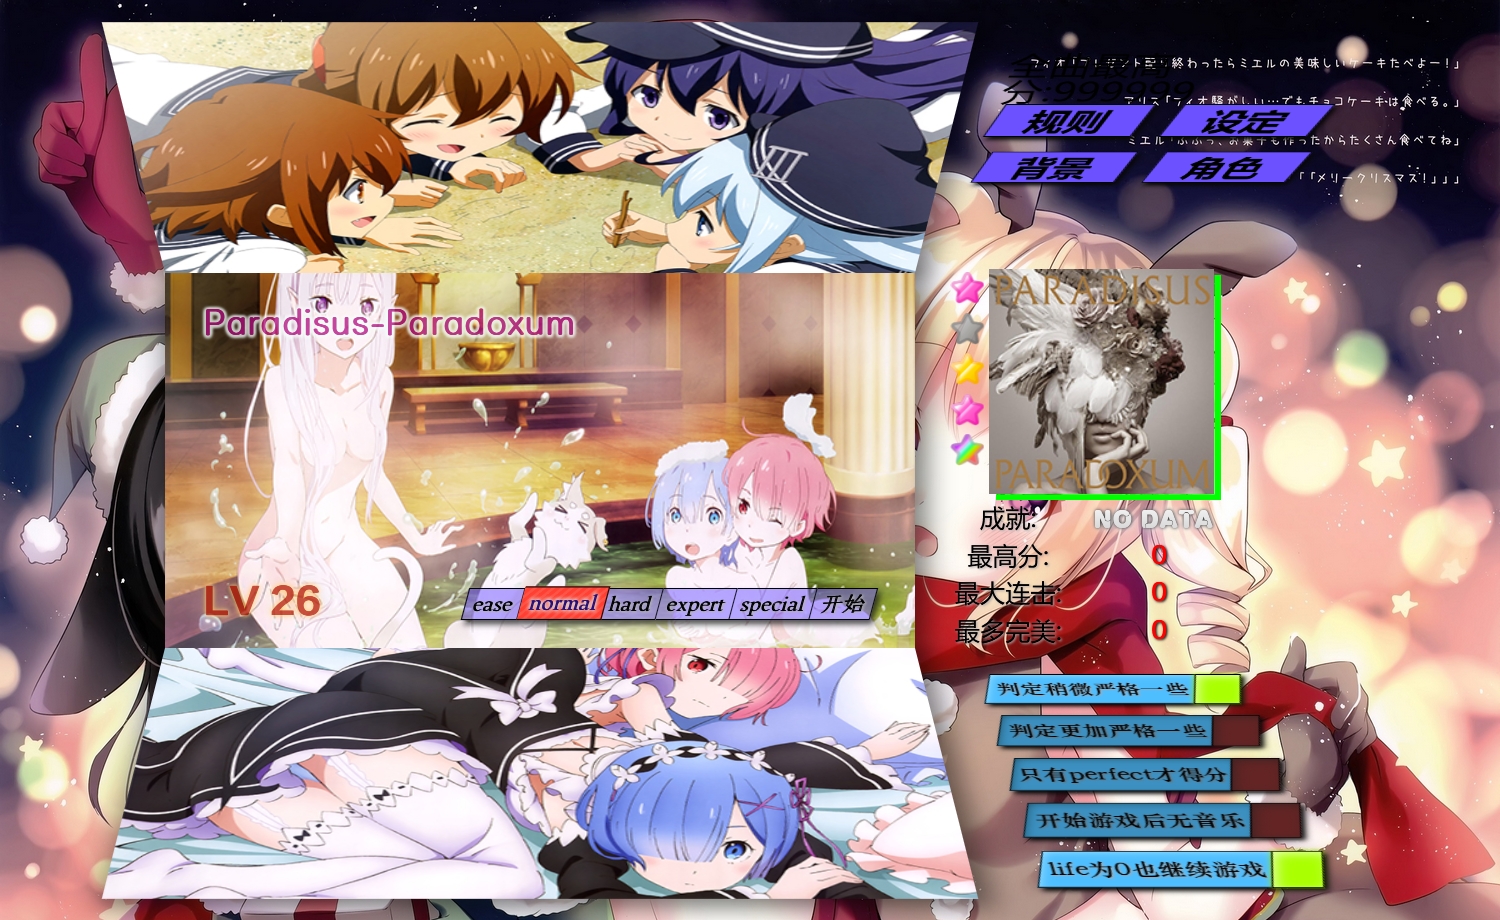 フィオ「フ　　ト配り終わったらミエルの美味しいケーキたべよー！」
全曲最高
分:999999
アリス「フィオ騒がしい…でもチョコケーキは食べる。」
规则
设定
ミエル「ふふっ、お菓子も作ったからたくさん食べてね」
背景
角色
「「「メリークリスマス！」」」
Paradisus-Paradoxum
PARADISUS
PARADOXUM
LV 26
ease normal hard expert special 开始
成就: NO DATA
最高分: 0
最大连击: 0
最多完美: 0
判定稍微严格一些
判定更加严格一些
只有perfect才得分
开始游戏后无音乐
life为0也继续游戏